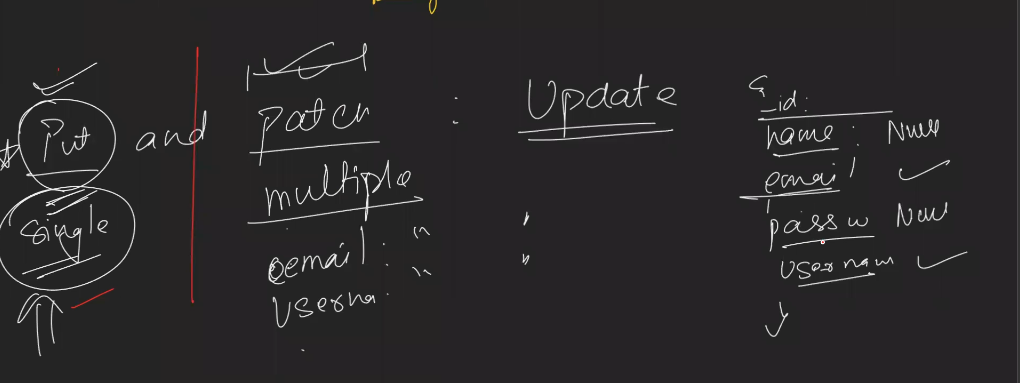 Put and Patch : Update
single
multiple
email : " "
Userna :
{ _id:
name : Null
email
passw Null
Usernam
}